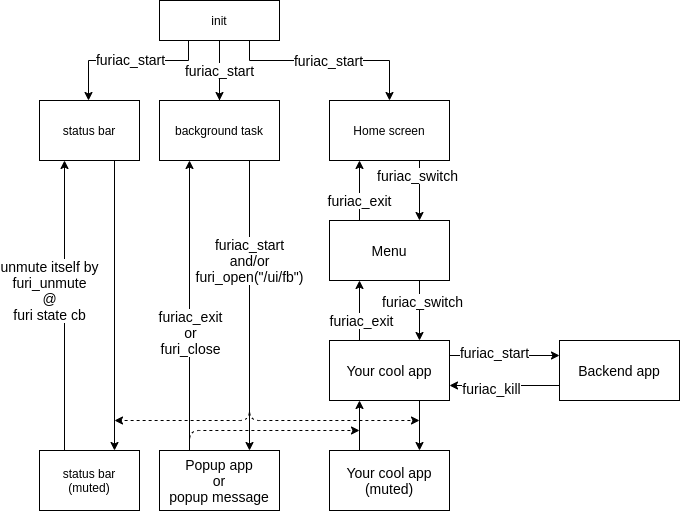 init
furiac_start
furiac_start
furiac_start
status bar
background task
Home screen
furiac_switch
furiac_exit
Menu
furiac_start
and/or
furi_open("/ui/fb")
unmute itself by
furi_unmute
@
furi state cb
furiac_switch
furiac_exit
furiac_exit
or
furi_close
Your cool app
furiac_start
furiac_kill
Backend app
status bar
(muted)
Popup app
or
popup message
Your cool app
(muted)